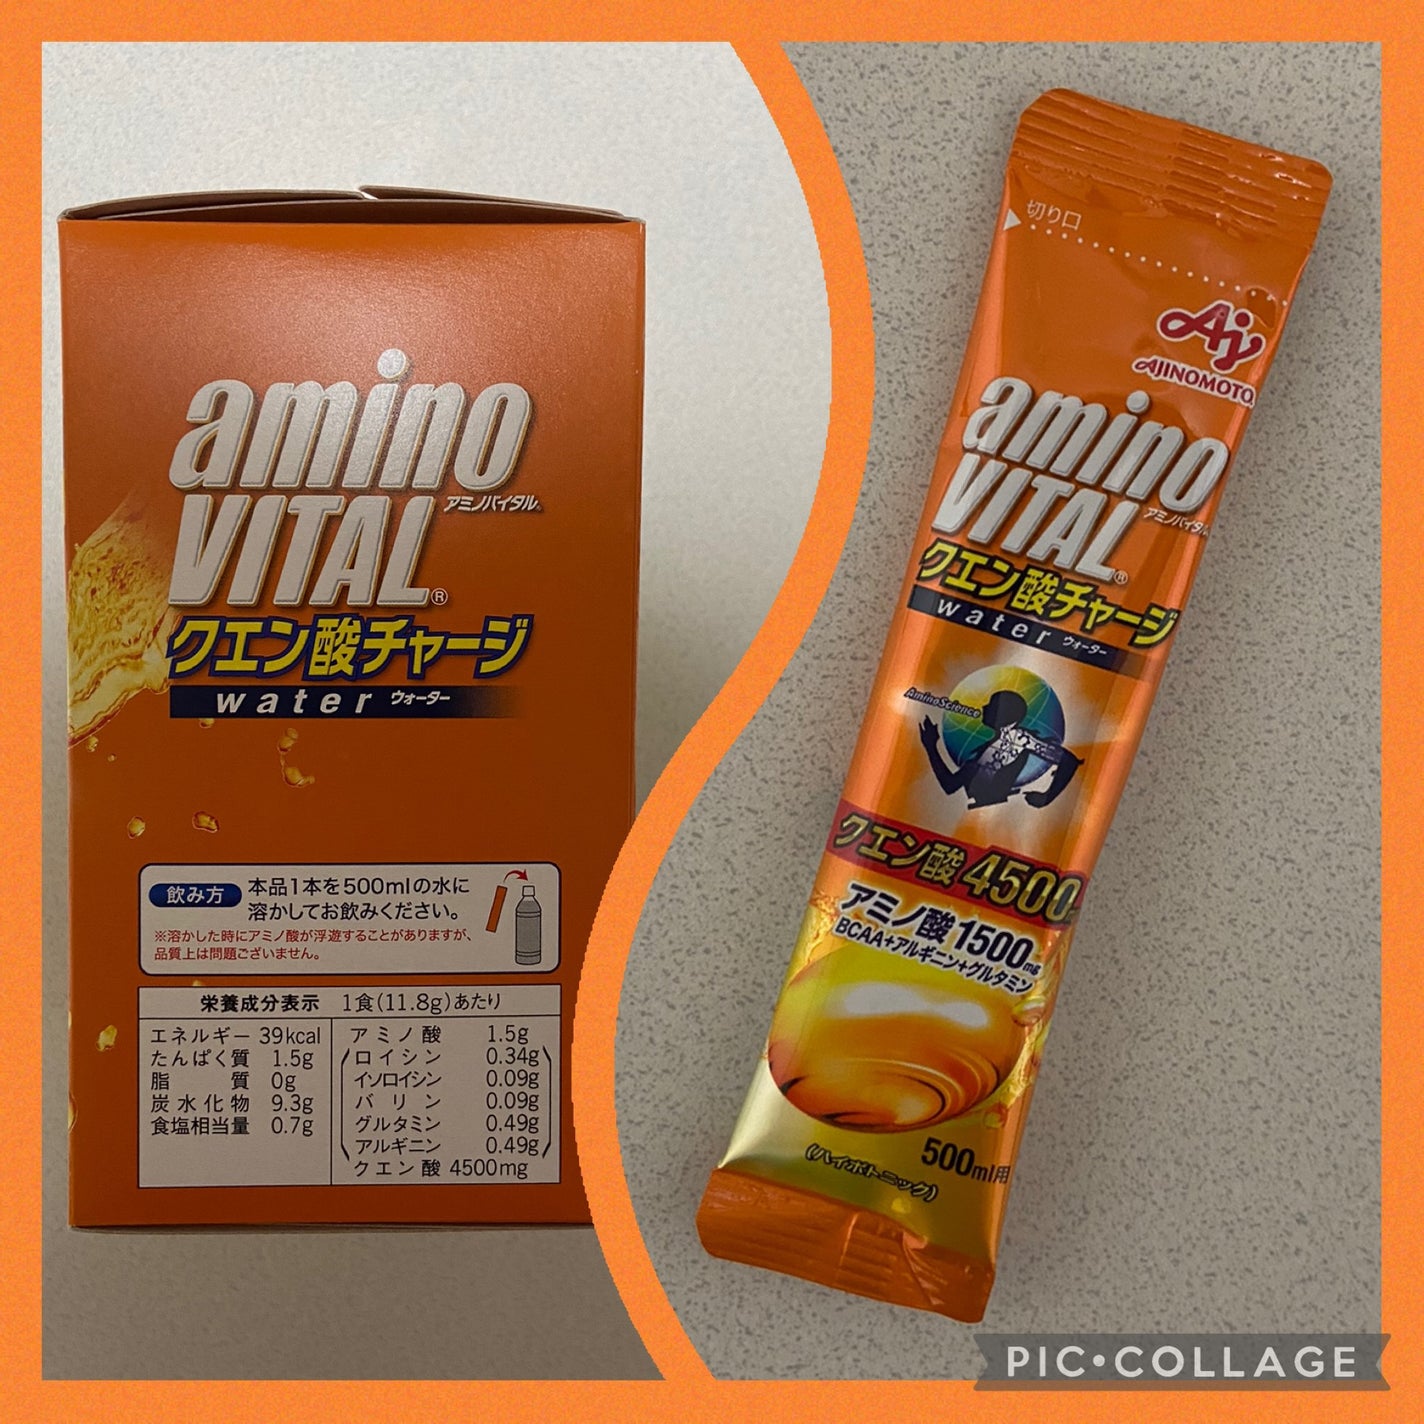 amino
VITAL®
アミノバイタル®
クエン酸チャージ
water ウォーター
飲み方 本品1本を500mlの水に
溶かしてお飲みください。
※溶かした時にアミノ酸が浮遊することがありますが、
品質上は問題ございません。
栄養成分表示 1食(11.8g)あたり
エネルギー 39kcal
たんぱく質 1.5g
脂質 0g
炭水化物 9.3g
食塩相当量 0.7g
アミノ酸 1.5g
ロイシン 0.34g
イソロイシン 0.09g
バリン 0.09g
グルタミン 0.49g
アルギニン 0.49g
クエン酸 4500mg
切り口
Aj
AJINOMOTO®
amino
VITAL®
アミノバイタル®
クエン酸チャージ
water ウォーター
AminoScience
クエン酸 4500
アミノ酸 1500mg
BCAA+アルギニン+グルタミン
500ml用
(ハイポトニック)
PIC•COLLAGE